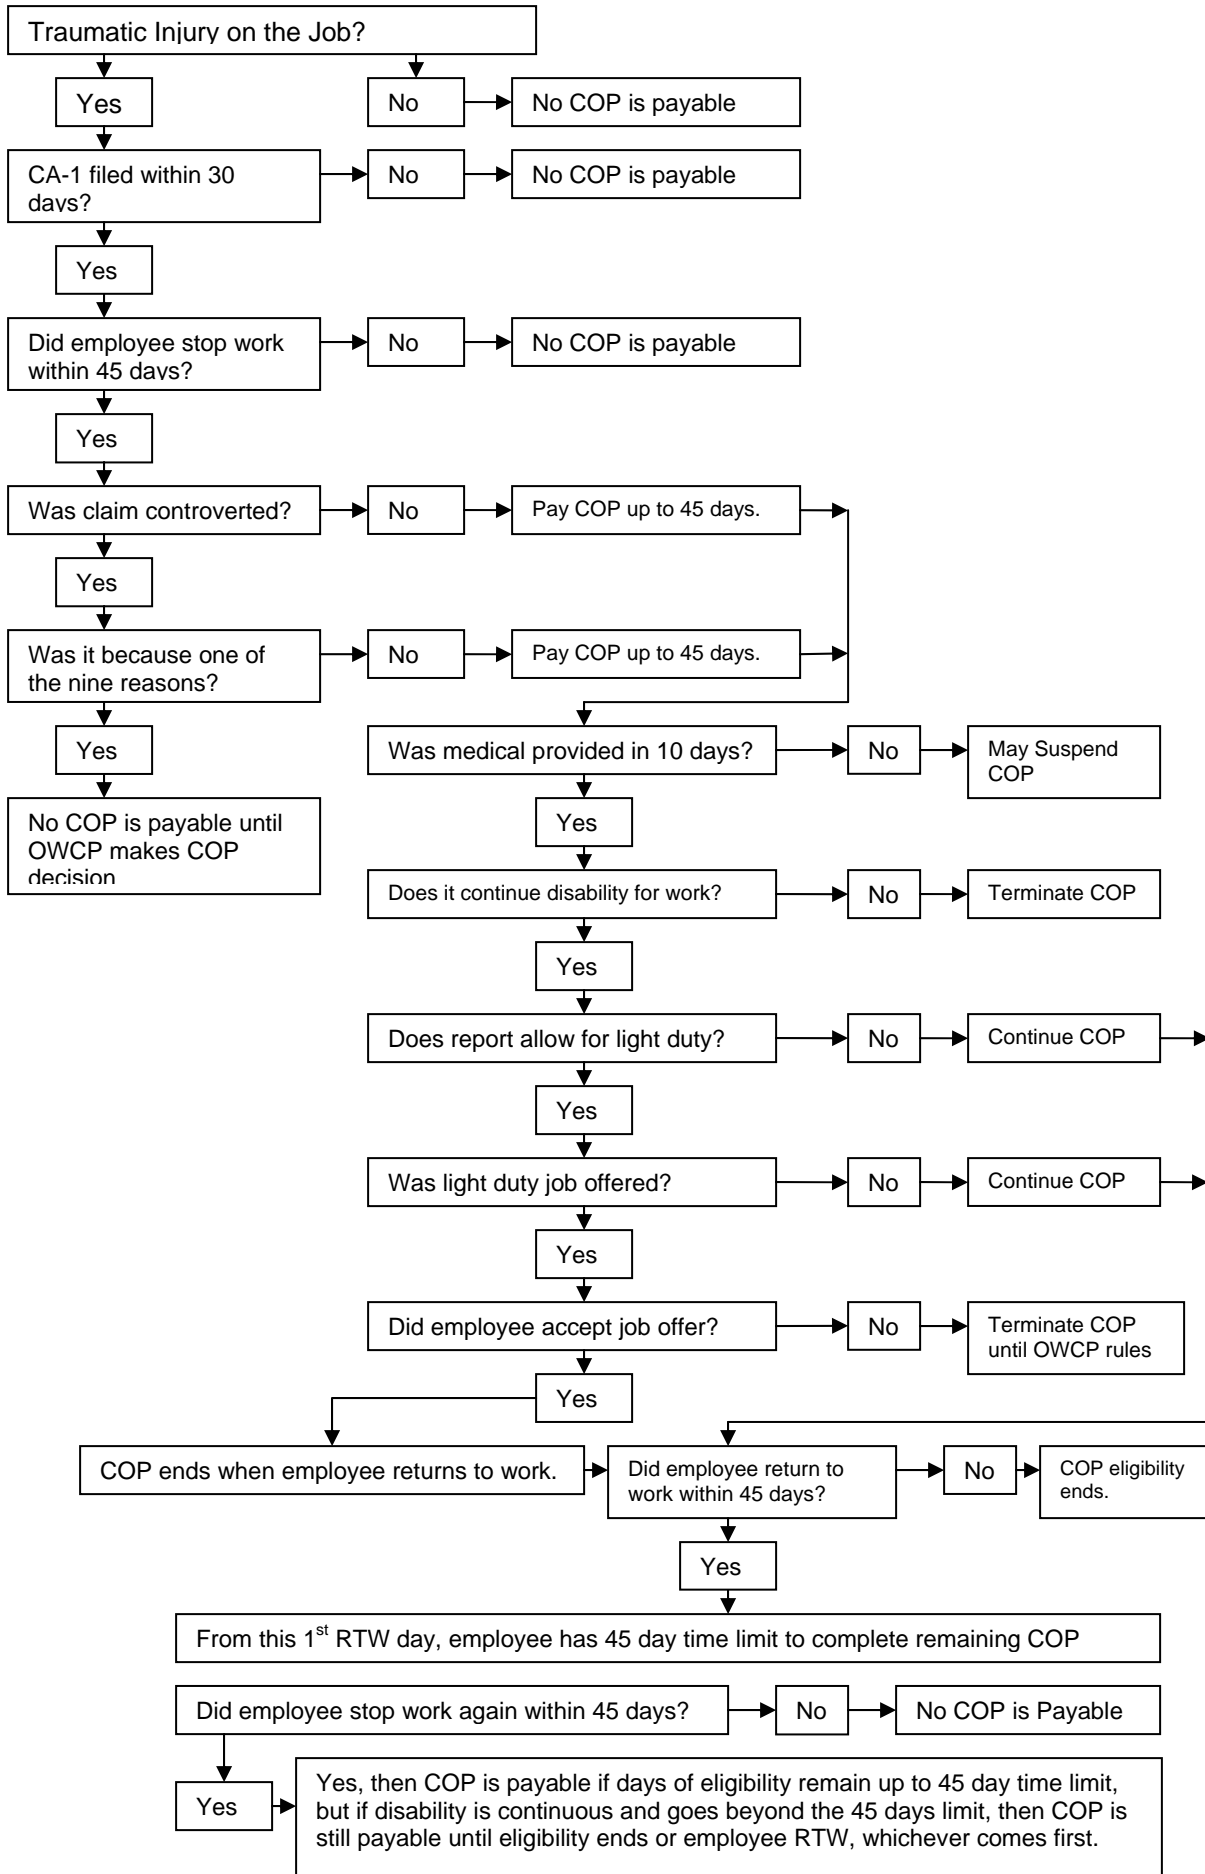 Traumatic Injury on the Job?
Yes
No
No COP is payable
CA-1 filed within 30
days?
No
No COP is payable
Yes
Did employee stop work
within 45 days?
No
No COP is payable
Yes
Was claim controverted?
No
Pay COP up to 45 days.
Yes
Was it because one of
the nine reasons?
No
Pay COP up to 45 days.
Yes
No COP is payable until
OWCP makes COP
decision
Was medical provided in 10 days?
No
May Suspend
COP
Yes
Does it continue disability for work?
No
Terminate COP
Yes
Does report allow for light duty?
No
Continue COP
Yes
Was light duty job offered?
No
Continue COP
Yes
Did employee accept job offer?
No
Terminate COP
until OWCP rules
Yes
COP ends when employee returns to work.
Did employee return to
work within 45 days?
No
COP eligibility
ends.
Yes
From this 1st RTW day, employee has 45 day time limit to complete remaining COP
Did employee stop work again within 45 days?
No
No COP is Payable
Yes
Yes, then COP is payable if days of eligibility remain up to 45 day time limit,
but if disability is continuous and goes beyond the 45 days limit, then COP is
still payable until eligibility ends or employee RTW, whichever comes first.